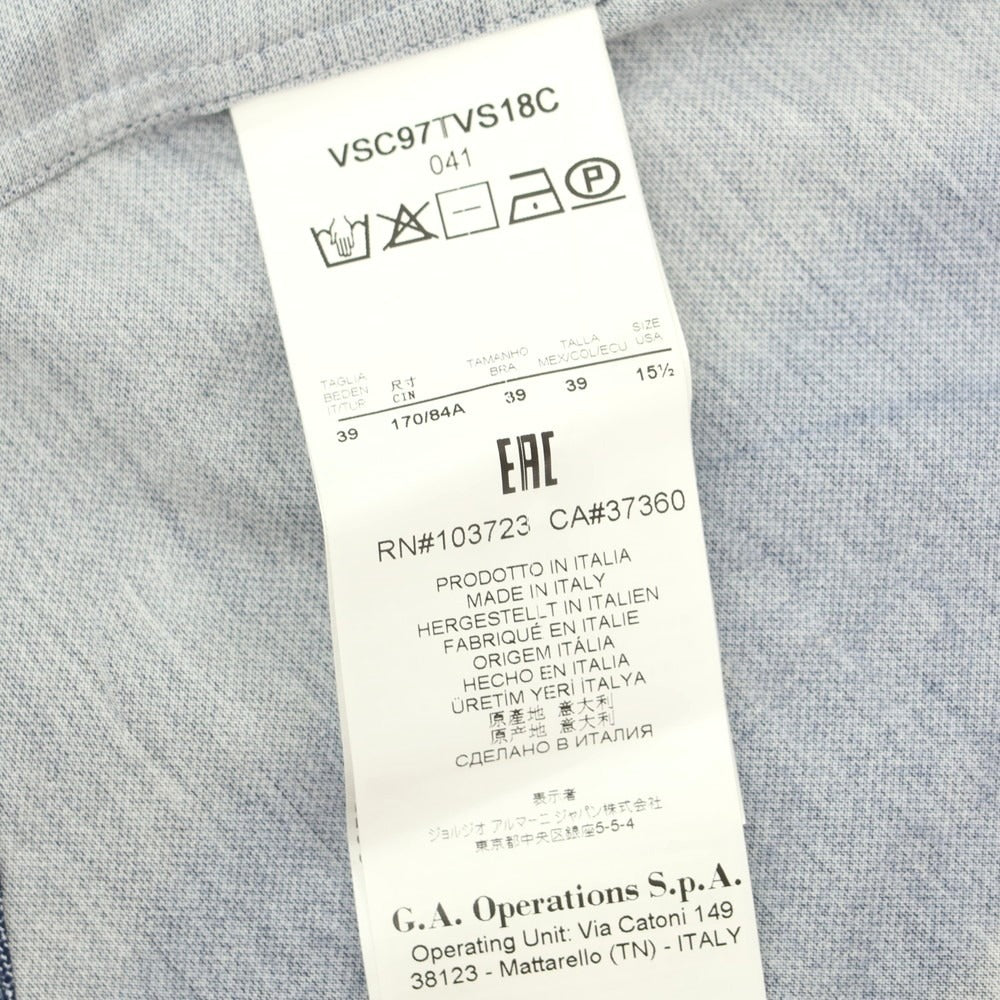 VSC97TVS18C
041
P
TAGLIA BEDEN IT/TUR
尺寸 CIN
TAMANHO BRA
TALLA MEX/COL/ECU
SIZE USA
39 170/84A 39 39 15½
EAC
RN#103723 CA#37360
PRODOTTO IN ITALIA
MADE IN ITALY
HERGESTELLT IN ITALIEN
FABRIQUÉ EN ITALIE
ORIGEM ITÁLIA
HECHO EN ITALIA
ÜRETİM YERİ İTALYA
原產地 意大利
原产地 意大利
СДЕЛАНО В ИТАЛИЯ
表示者
ジョルジオ アルマーニ ジャパン株式会社
東京都中央区銀座5-5-4
G.A. Operations S.p.A.
Operating Unit: Via Catoni 149
38123 - Mattarello (TN) - ITALY